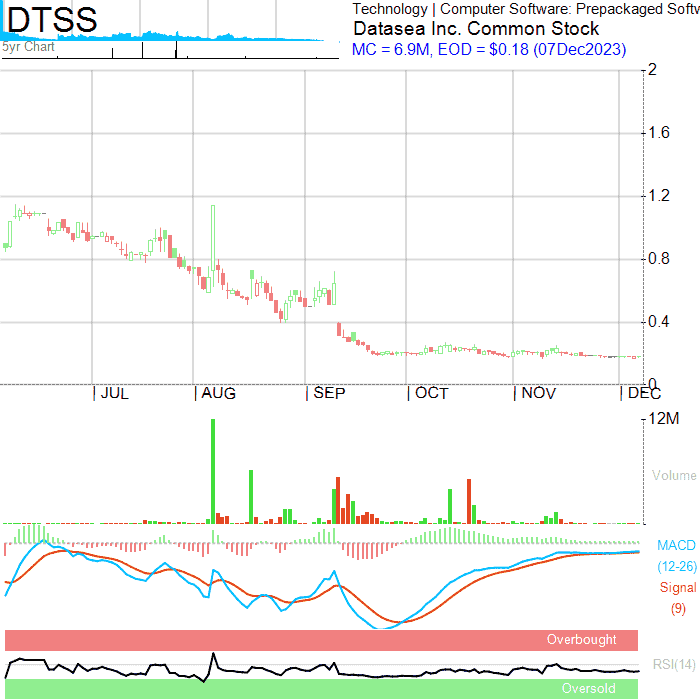 DTSS
5yr Chart
Technology | Computer Software: Prepackaged Softw
Datasea Inc. Common Stock
MC = 6.9M, EOD = $0.18 (07Dec2023)
2
1.6
1.2
0.8
0.4
0
JUL AUG SEP OCT NOV DEC
12M
Volume
MACD
(12-26)
Signal
(9)
Overbought
RSI(14)
Oversold